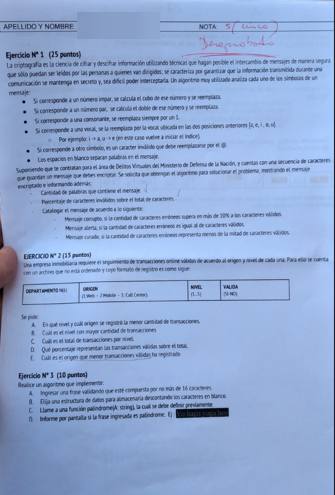 APELLIDO Y NOMBRE NOTA: 5/ cinco
Desaprobado
Ejercicio N° 1 (25 puntos)
La criptografía es la ciencia de cifrar y descifrar información utilizando técnicas que hagan posible el intercambio de mensajes de manera segura
que sólo puedan ser leídos por las personas a quienes van dirigidos; se caracteriza por garantizar que la información transmitida durante una
comunicación se mantenga en secreto y, sea difícil poder interceptarla. Un algoritmo muy utilizado analiza cada uno de los símbolos de un
mensaje:
• Si corresponde a un número impar, se calcula el cubo de ese número y se reemplaza.
• Si corresponde a un número par, se calcula el doble de ese número y se reemplaza.
• Si corresponde a una consonante, se reemplaza siempre por un 1.
• Si corresponde a una vocal, se la reemplaza por la vocal ubicada en las dos posiciones anteriores (a, e, i, o, u).
○ Por ejemplo: i -> a, a -> o (en este caso vuelve a iniciar el índice).
• Si corresponde a otro símbolo, es un carácter inválido que debe reemplazarse por el @.
• Los espacios en blanco separan palabras en el mensaje.
Suponiendo que te contratan para el área de Delitos Virtuales del Ministerio de Defensa de la Nación, y cuentas con una secuencia de caracteres
que guardan un mensaje que debes encriptar. Se solicita que obtengas el algoritmo para solucionar el problema, mostrando el mensaje
encriptado e informando además:
Cantidad de palabras que contiene el mensaje.
Porcentaje de caracteres inválidos sobre el total de caracteres.
Catalogar el mensaje de acuerdo a lo siguiente:
Mensaje corrupto, si la cantidad de caracteres erróneos supera en más de 10% a los caracteres válidos.
Mensaje alerta, si la cantidad de caracteres erróneos es igual al de caracteres válidos.
Mensaje curado, si la cantidad de caracteres erróneos representa menos de la mitad de caracteres válidos.
EJERCICIO N° 2 (15 puntos)
Una empresa inmobiliaria requiere el seguimiento de transacciones online válidas de acuerdo al origen y nivel de cada una. Para ello se cuenta
con un archivo que no está ordenado y cuyo formato de registro es como sigue:
DEPARTAMENTO N(6) ORIGEN NIVEL VALIDA
(1:Web - 2:Mobile - 3: Call Center) (1..5) (SI-NO)
Se pide:
A. En qué nivel y cuál origen se registró la menor cantidad de transacciones.
B. Cuál es el nivel con mayor cantidad de transacciones
C. Cuál es el total de transacciones por nivel.
D. Qué porcentaje representan las transacciones válidas sobre el total.
E. Cuál es el origen que menor transacciones válidas ha registrado
Ejercicio N° 3 (10 puntos)
Realice un algoritmo que implemente:
A. Ingresar una frase validando que esté compuesta por no más de 16 caracteres.
B. Elija una estructura de datos para almacenarla descontando los caracteres en blanco.
C. Llame a una función palindrome(A: string), la cual se debe definir previamente
D. Informe por pantalla si la frase ingresada es palíndrome. Ej: